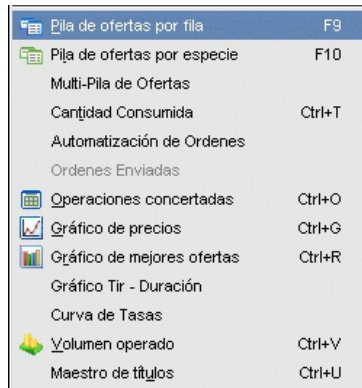 Pila de ofertas por fila F9
Pila de ofertas por especie F10
Multi-Pila de Ofertas
Cantidad Consumida Ctrl+T
Automatización de Ordenes
Ordenes Enviadas
Operaciones concertadas Ctrl+O
Gráfico de precios Ctrl+G
Gráfico de mejores ofertas Ctrl+R
Gráfico Tir - Duración
Curva de Tasas
Volumen operado Ctrl+V
Maestro de títulos Ctrl+U